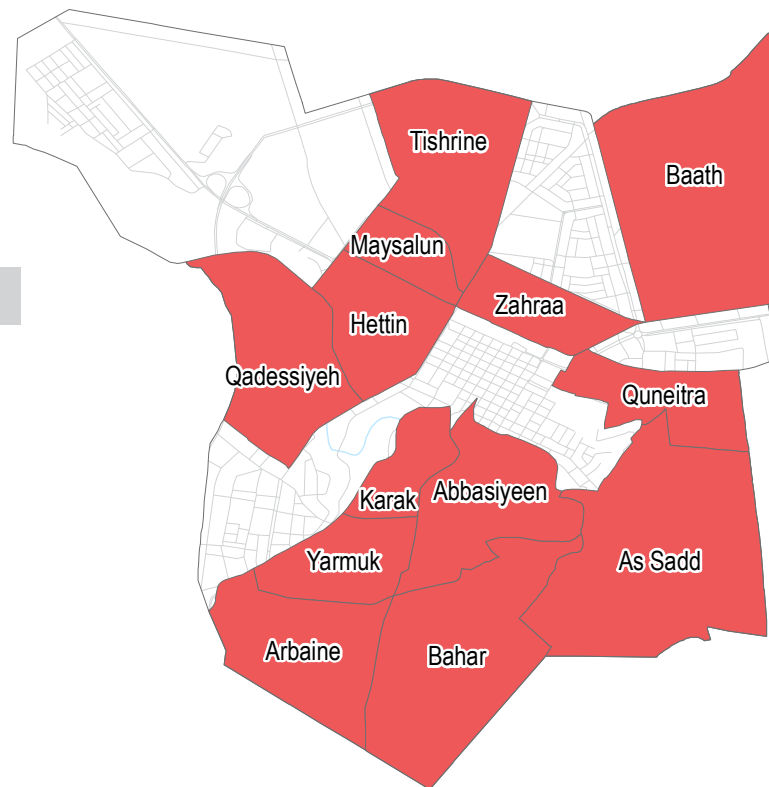 Tishrine
Baath
Maysalun
Zahraa
Hettin
Qadessiyeh
Quneitra
Abbasiyeen
Karak
Yarmuk
As Sadd
Arbaine
Bahar